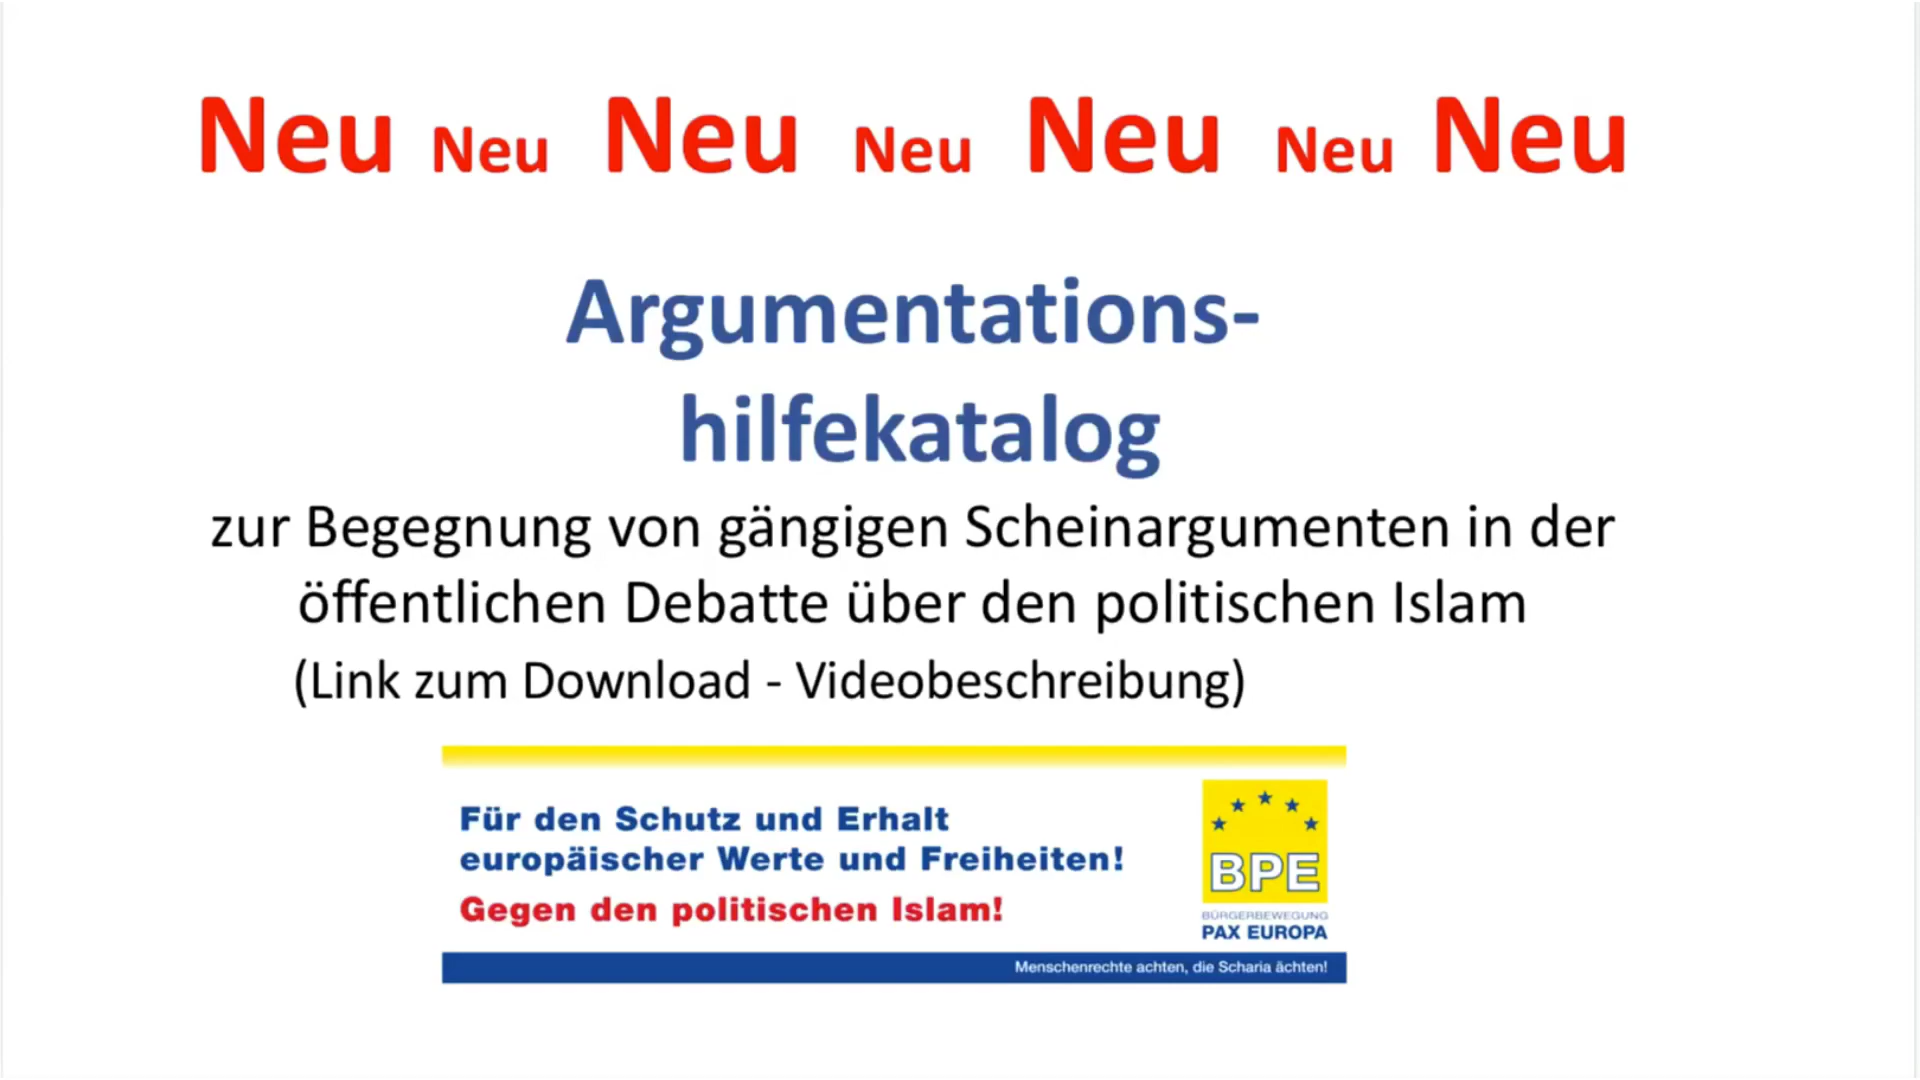 Neu Neu Neu Neu Neu Neu Neu
Argumentations-
hilfekatalog
zur Begegnung von gängigen Scheinargumenten in der
öffentlichen Debatte über den politischen Islam
(Link zum Download - Videobeschreibung)
Für den Schutz und Erhalt
europäischer Werte und Freiheiten!
Gegen den politischen Islam!
BPE
BÜRGERBEWEGUNG
PAX EUROPA
Menschenrechte achten, die Scharia ächten!